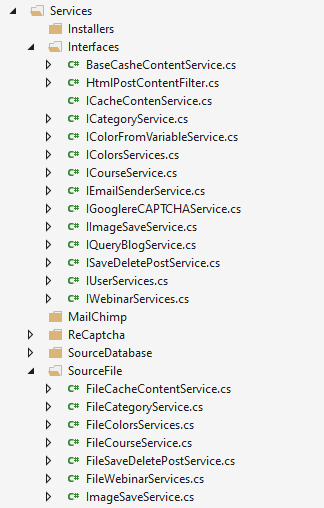 Services
Installers
Interfaces
C# BaseCasheContentService.cs
C# HtmlPostContentFilter.cs
C# ICacheContenService.cs
C# ICategoryService.cs
C# IColorFromVariableService.cs
C# IColorsServices.cs
C# ICourseService.cs
C# IEmailSenderService.cs
C# IGooglereCAPTCHAService.cs
C# IImageSaveService.cs
C# IQueryBlogService.cs
C# ISaveDeletePostService.cs
C# IUserServices.cs
C# IWebinarServices.cs
MailChimp
ReCaptcha
SourceDatabase
SourceFile
C# FileCacheContentService.cs
C# FileCategoryService.cs
C# FileColorsServices.cs
C# FileCourseService.cs
C# FileSaveDeletePostService.cs
C# FileWebinarServices.cs
C# ImageSaveService.cs